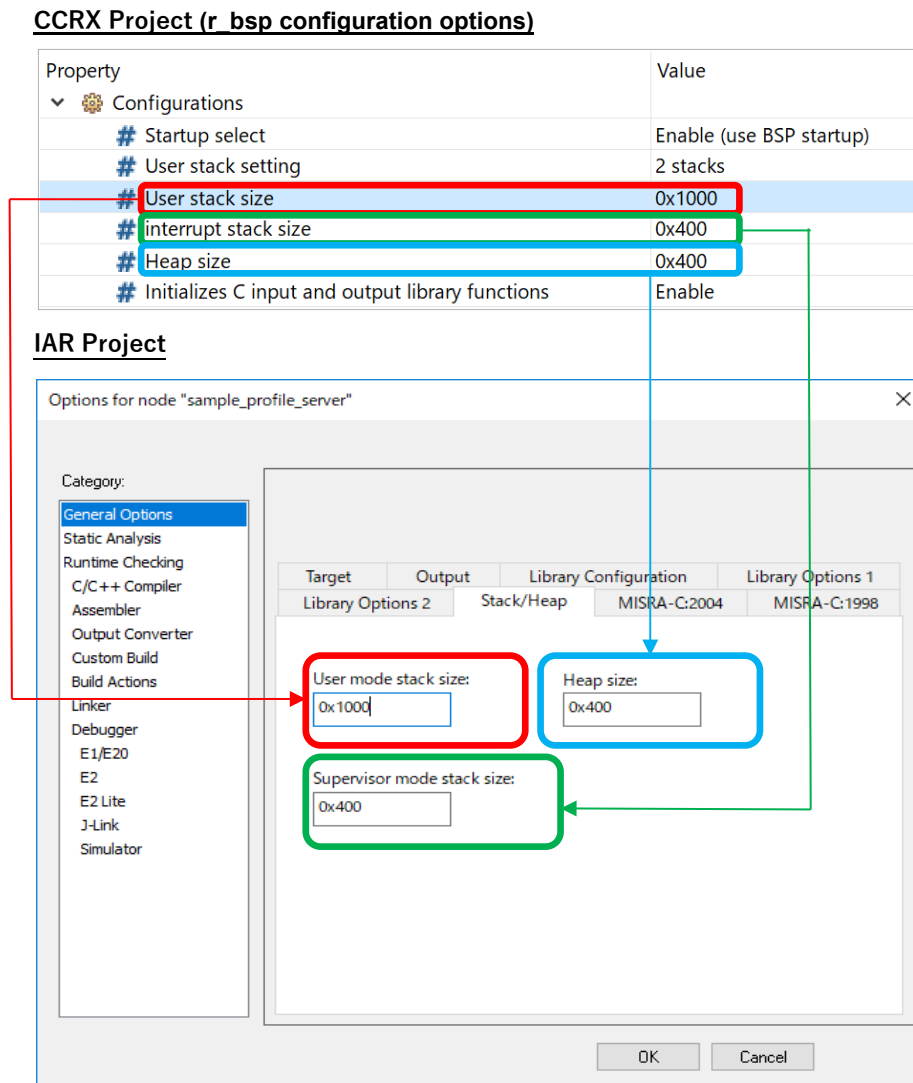 CCRX Project (r_bsp configuration options)
Property Value
Configurations
# Startup select Enable (use BSP startup)
# User stack setting 2 stacks
# User stack size 0x1000
# interrupt stack size 0x400
# Heap size 0x400
# Initializes C input and output library functions Enable
IAR Project
Options for node "sample_profile_server"
Category:
General Options
Static Analysis
Runtime Checking
C/C++ Compiler
Assembler
Output Converter
Custom Build
Build Actions
Linker
Debugger
E1/E20
E2
E2 Lite
J-Link
Simulator
Target Output Library Configuration Library Options 1
Library Options 2 Stack/Heap MISRA-C:2004 MISRA-C:1998
User mode stack size: Heap size:
0x1000 0x400
Supervisor mode stack size:
0x400
OK Cancel